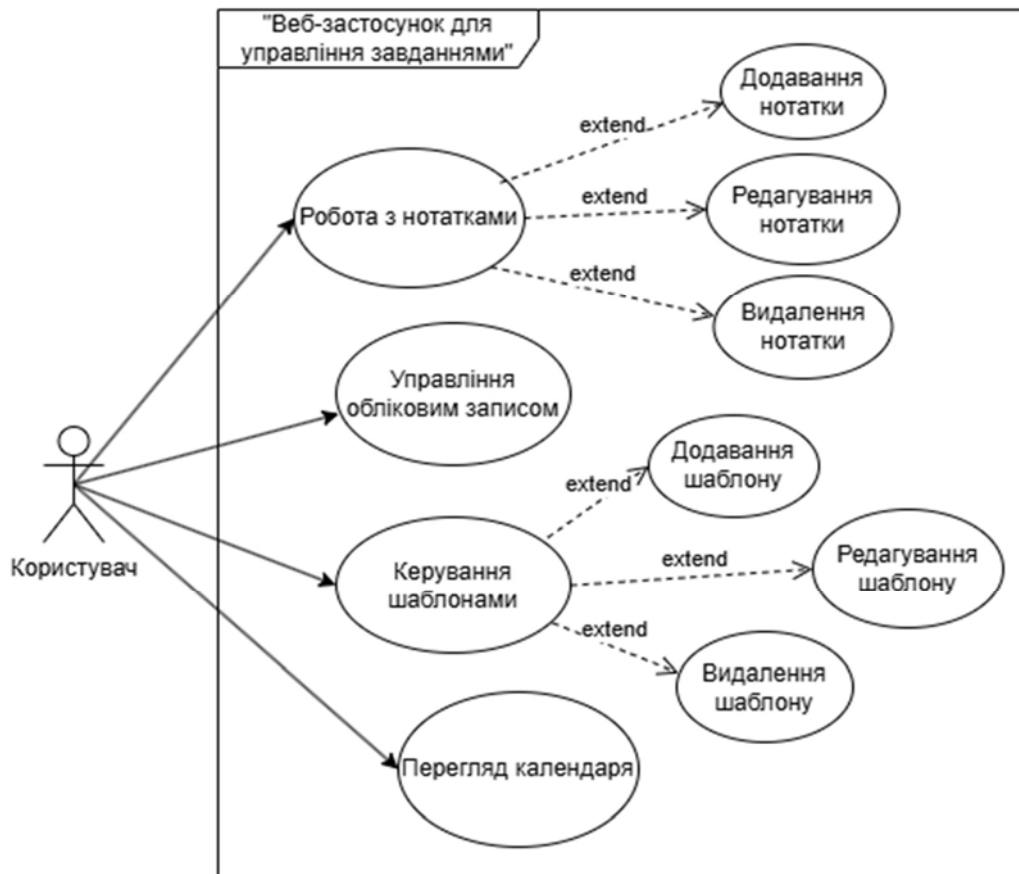 "Веб-застосунок для
управління завданнями"
Додавання
нотатки
extend
Робота з нотатками
extend
Редагування
нотатки
extend
Видалення
нотатки
Управління
обліковим записом
Користувач
Додавання
шаблону
extend
Керування
шаблонами
extend
Редагування
шаблону
extend
Видалення
шаблону
Перегляд календаря